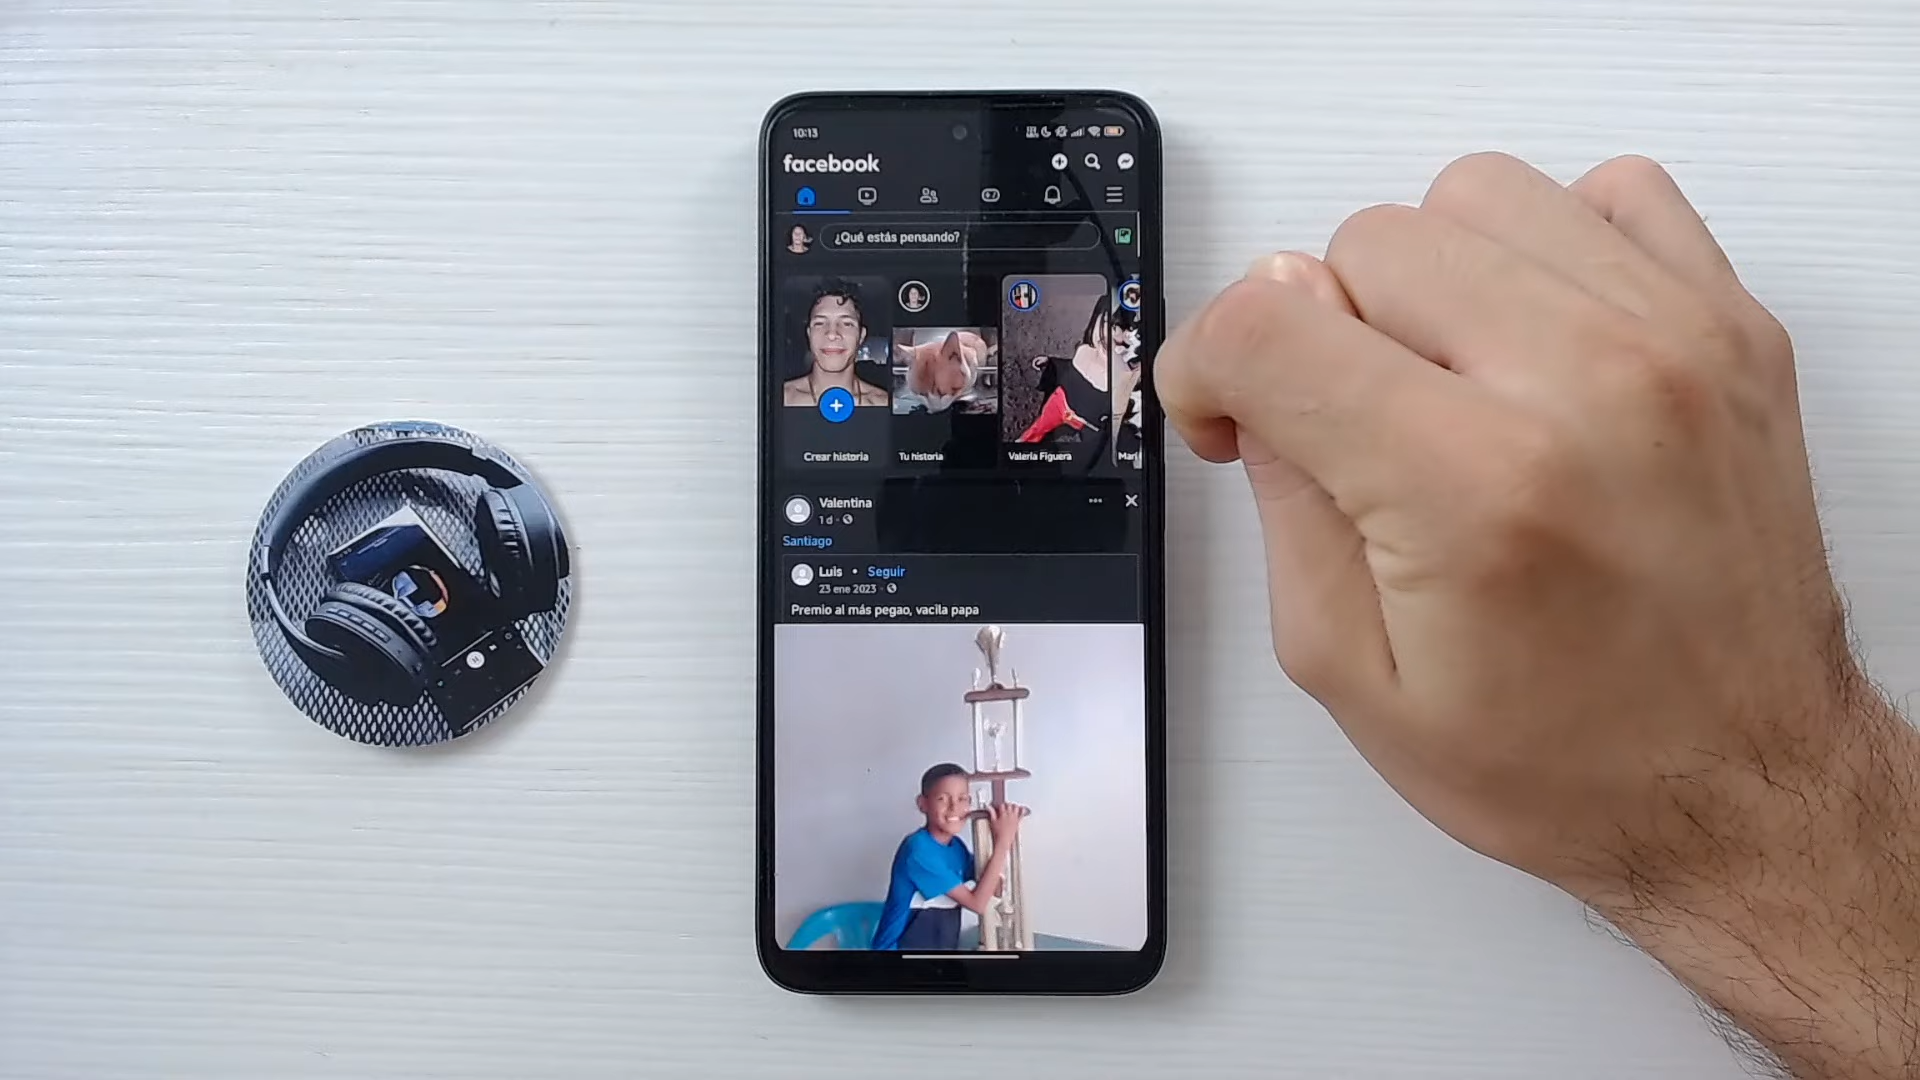 10:13
facebook
¿Qué estás pensando?
Crear historia
Tu historia
Valeria Figuera
Valentina
1 d
Santiago
Luis • Seguir
23 ene 2023
Premio al más pegao, vacila papa